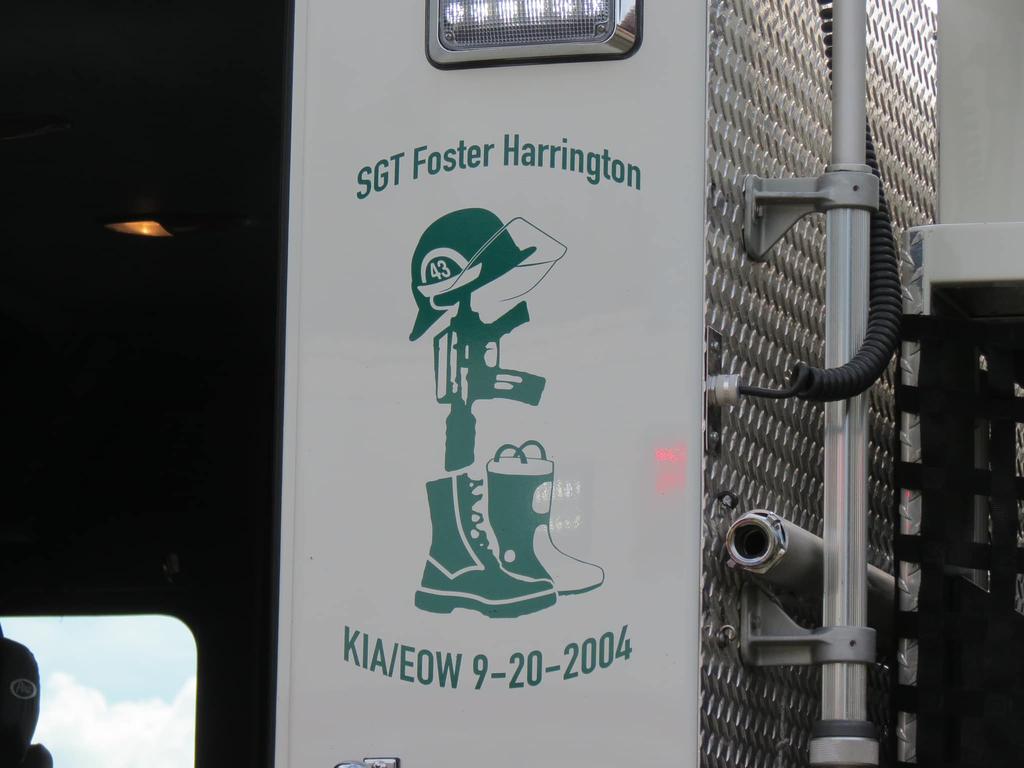 SGT Foster Harrington
43
KIA/EOW 9-20-2004